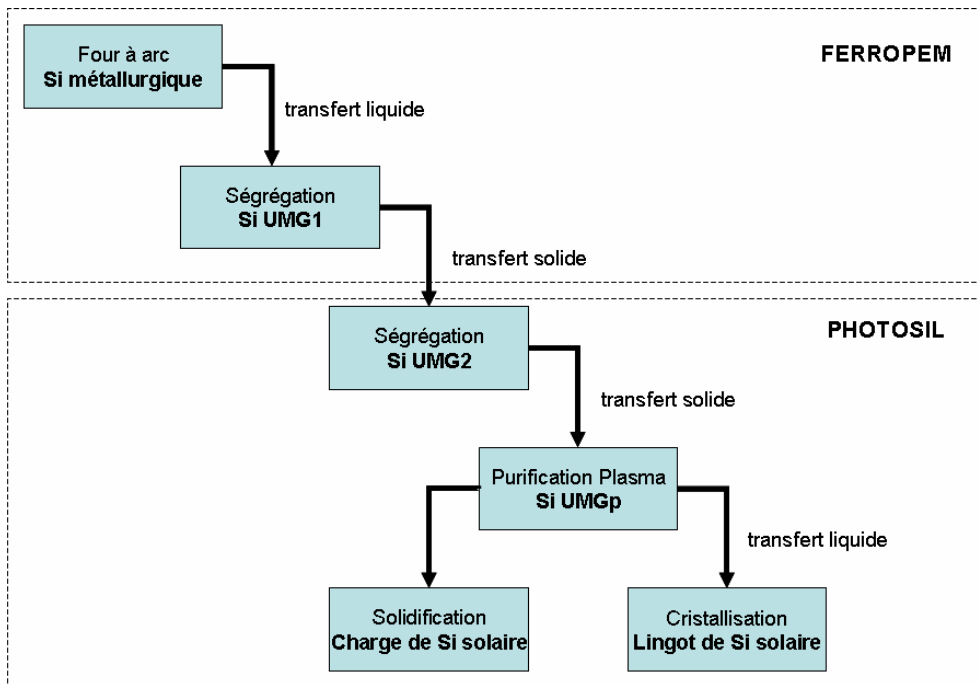 FERROPEM
Four à arc
Si métallurgique
transfert liquide
Ségrégation
Si UMG1
transfert solide
PHOTOSIL
Ségrégation
Si UMG2
transfert solide
Purification Plasma
Si UMGp
transfert liquide
Solidification
Charge de Si solaire
Cristallisation
Lingot de Si solaire